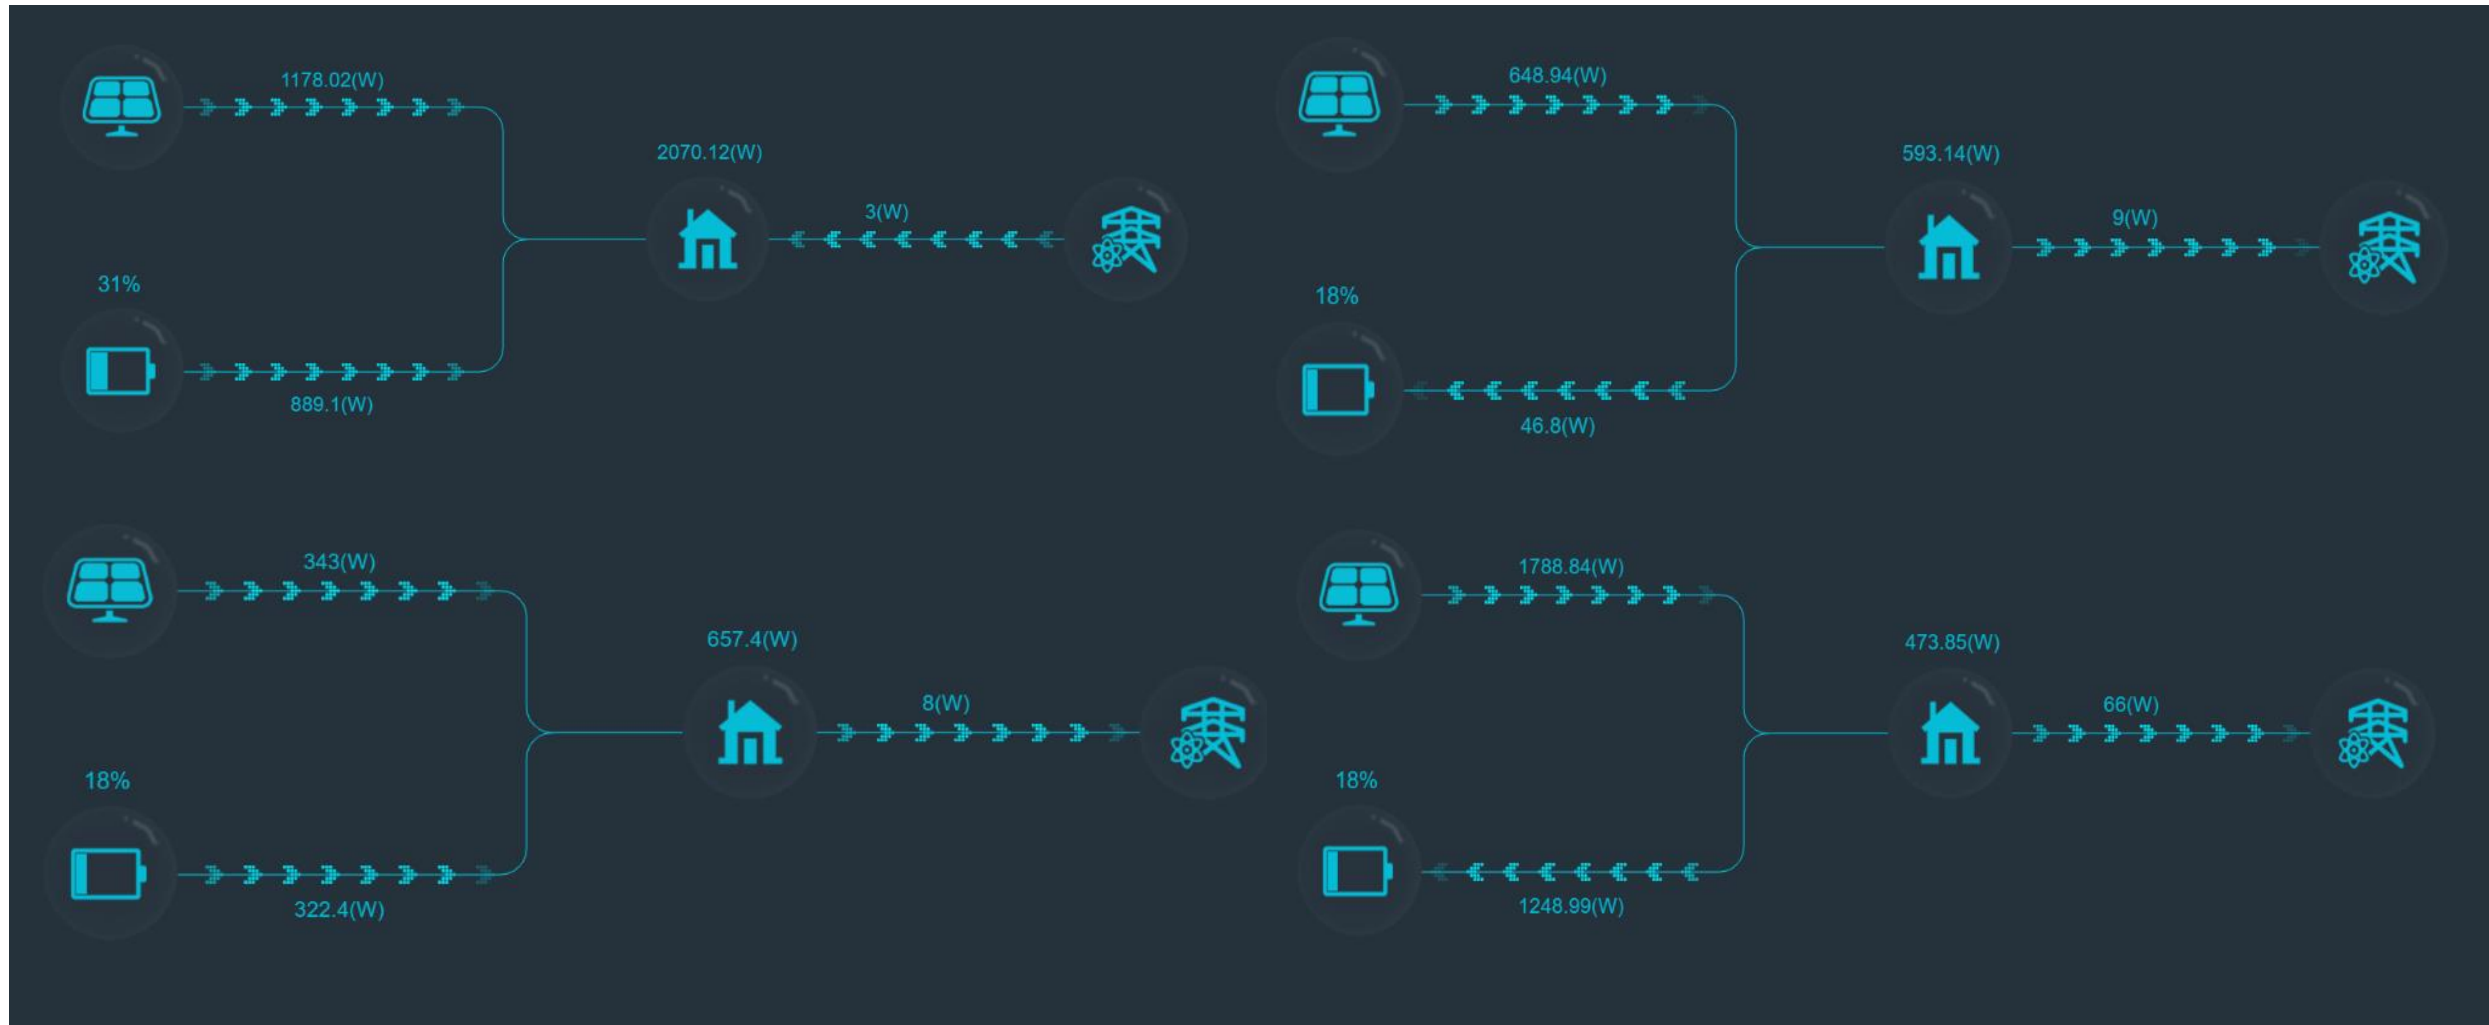 1178.02(W)
2070.12(W)
3(W)
31%
889.1(W)
648.94(W)
593.14(W)
9(W)
18%
46.8(W)
343(W)
657.4(W)
8(W)
18%
322.4(W)
1788.84(W)
473.85(W)
66(W)
18%
1248.99(W)